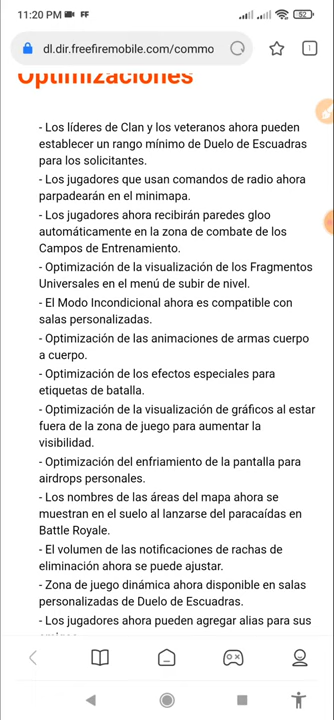 11:20 PM FF 52
dl.dir.freefiremobile.com/commo 1
Optimizaciones
- Los líderes de Clan y los veteranos ahora pueden
establecer un rango mínimo de Duelo de Escuadras
para los solicitantes.
- Los jugadores que usan comandos de radio ahora
parpadearán en el minimapa.
- Los jugadores ahora recibirán paredes gloo
automáticamente en la zona de combate de los
Campos de Entrenamiento.
- Optimización de la visualización de los Fragmentos
Universales en el menú de subir de nivel.
- El Modo Incondicional ahora es compatible con
salas personalizadas.
- Optimización de las animaciones de armas cuerpo
a cuerpo.
- Optimización de los efectos especiales para
etiquetas de batalla.
- Optimización de la visualización de gráficos al estar
fuera de la zona de juego para aumentar la
visibilidad.
- Optimización del enfriamiento de la pantalla para
airdrops personales.
- Los nombres de las áreas del mapa ahora se
muestran en el suelo al lanzarse del paracaídas en
Battle Royale.
- El volumen de las notificaciones de rachas de
eliminación ahora se puede ajustar.
- Zona de juego dinámica ahora disponible en salas
personalizadas de Duelo de Escuadras.
- Los jugadores ahora pueden agregar alias para sus